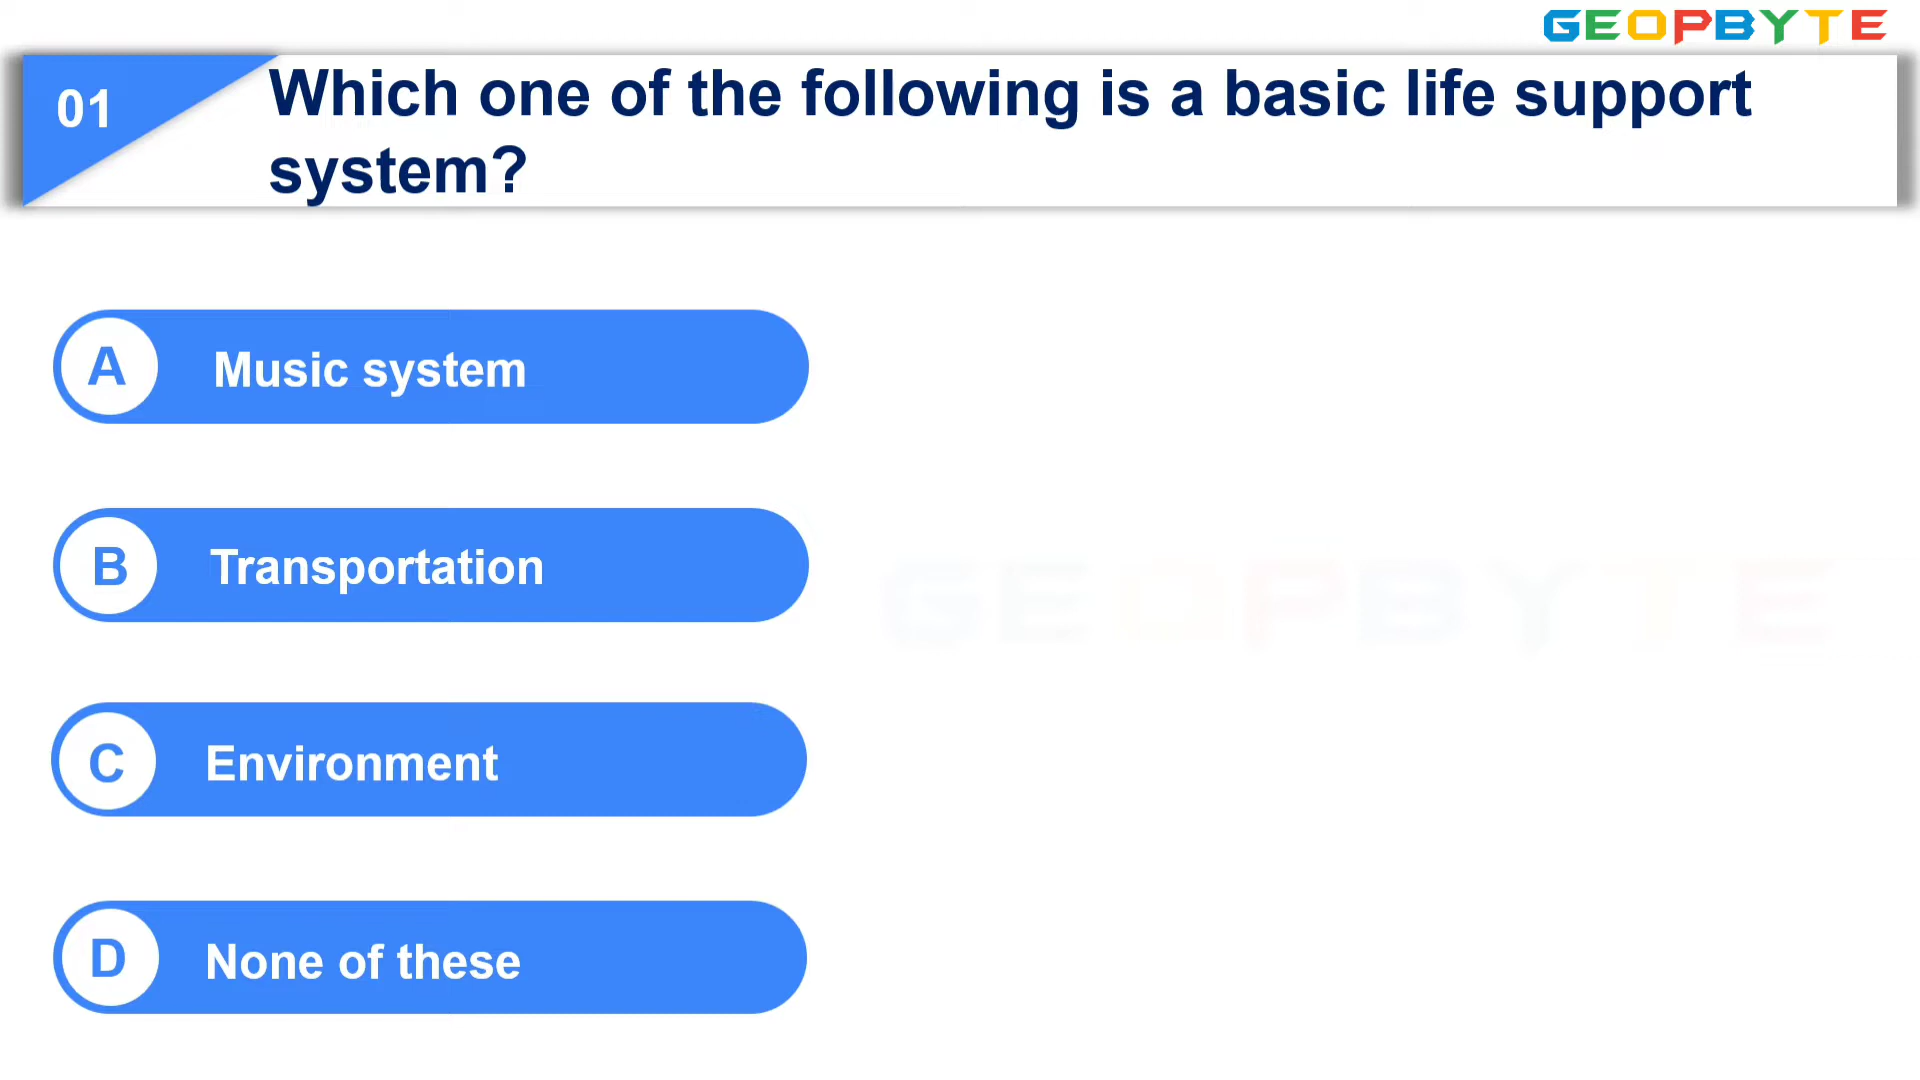 GEOPBYTE
01
Which one of the following is a basic life support
system?
A Music system
B Transportation
GEOPBYTE
C Environment
D None of these